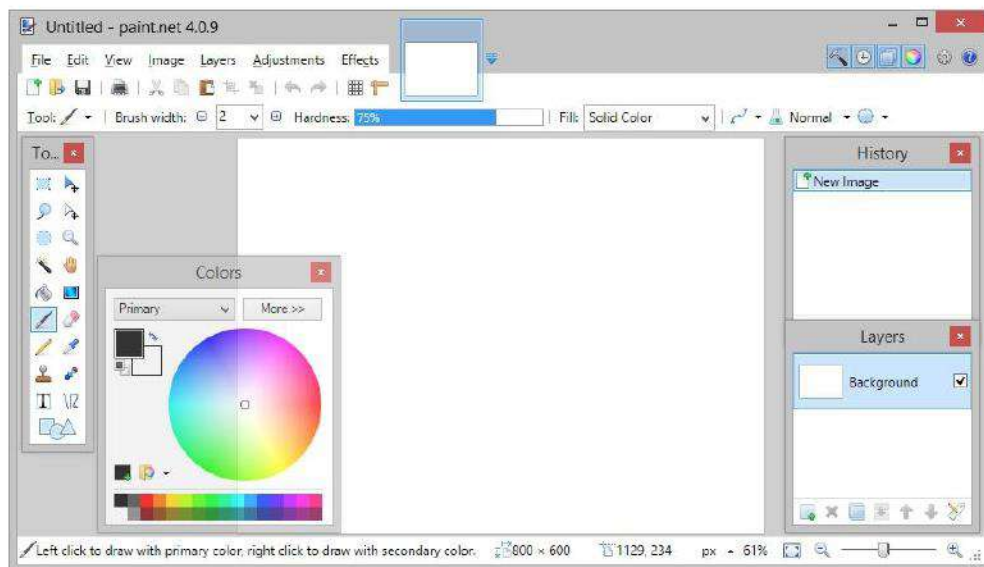 Untitled - paint.net 4.0.9
File Edit View Image Layers Adjustments Effects
Tool: Brush width: 2 Hardness: 75% Fill: Solid Color Normal
To...
History
New Image
Colors
Primary More >>
Layers
Background
Left click to draw with primary color, right click to draw with secondary color. 800 × 600 1129, 234 px 61%